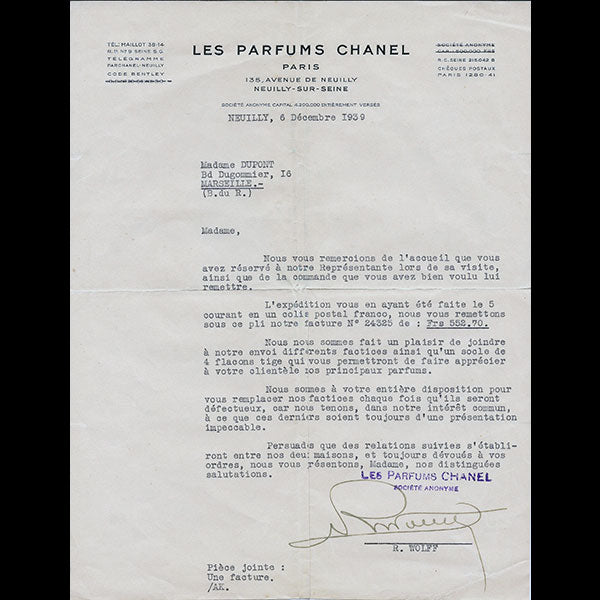 TÉL: MAILLOT 38-14
TÉLÉGRAMME
PARCHANEL-NEUILLY
CODE BENTLEY
LES PARFUMS CHANEL
PARIS
135, AVENUE DE NEUILLY
NEUILLY-SUR-SEINE
SOCIÉTÉ ANONYME
R.C. SEINE 215.042 B
CHÈQUES POSTAUX
PARIS 1280-41
SOCIÉTÉ ANONYME CAPITAL 4.200.000 ENTIÈREMENT VERSÉS
NEUILLY, 6 Décembre 1939
Madame DUPONT
Bd Dugommier, 16
MARSEILLE.-
(B.du R.)
Madame,
Nous vous remercions de l'accueil que vous
avez réservé à notre Représentante lors de sa visite,
ainsi que de la commande que vous avez bien voulu lui
remettre.
L'expédition vous en ayant été faite le 5
courant en un colis postal franco, nous vous remettons
sous ce pli notre facture N° 24325 de : Frs 552.70.
Nous nous sommes fait un plaisir de joindre
à notre envoi différents factices ainsi qu'un socle de
4 flacons tige qui vous permettront de faire apprécier
à votre clientèle nos principaux parfums.
Nous sommes à votre entière disposition pour
vous remplacer nos factices chaque fois qu'ils seront
défectueux, car nous tenons, dans notre intérêt commun,
à ce que ces derniers soient toujours d'une présentation
impeccable.
Persuadés que des relations suivies s'établi-
ront entre nos deux maisons, et toujours dévoués à vos
ordres, nous vous présentons, Madame, nos distinguées
salutations.
LES PARFUMS CHANEL
SOCIÉTÉ ANONYME
R. WOLFF
Pièce jointe :
Une facture.
/AK.